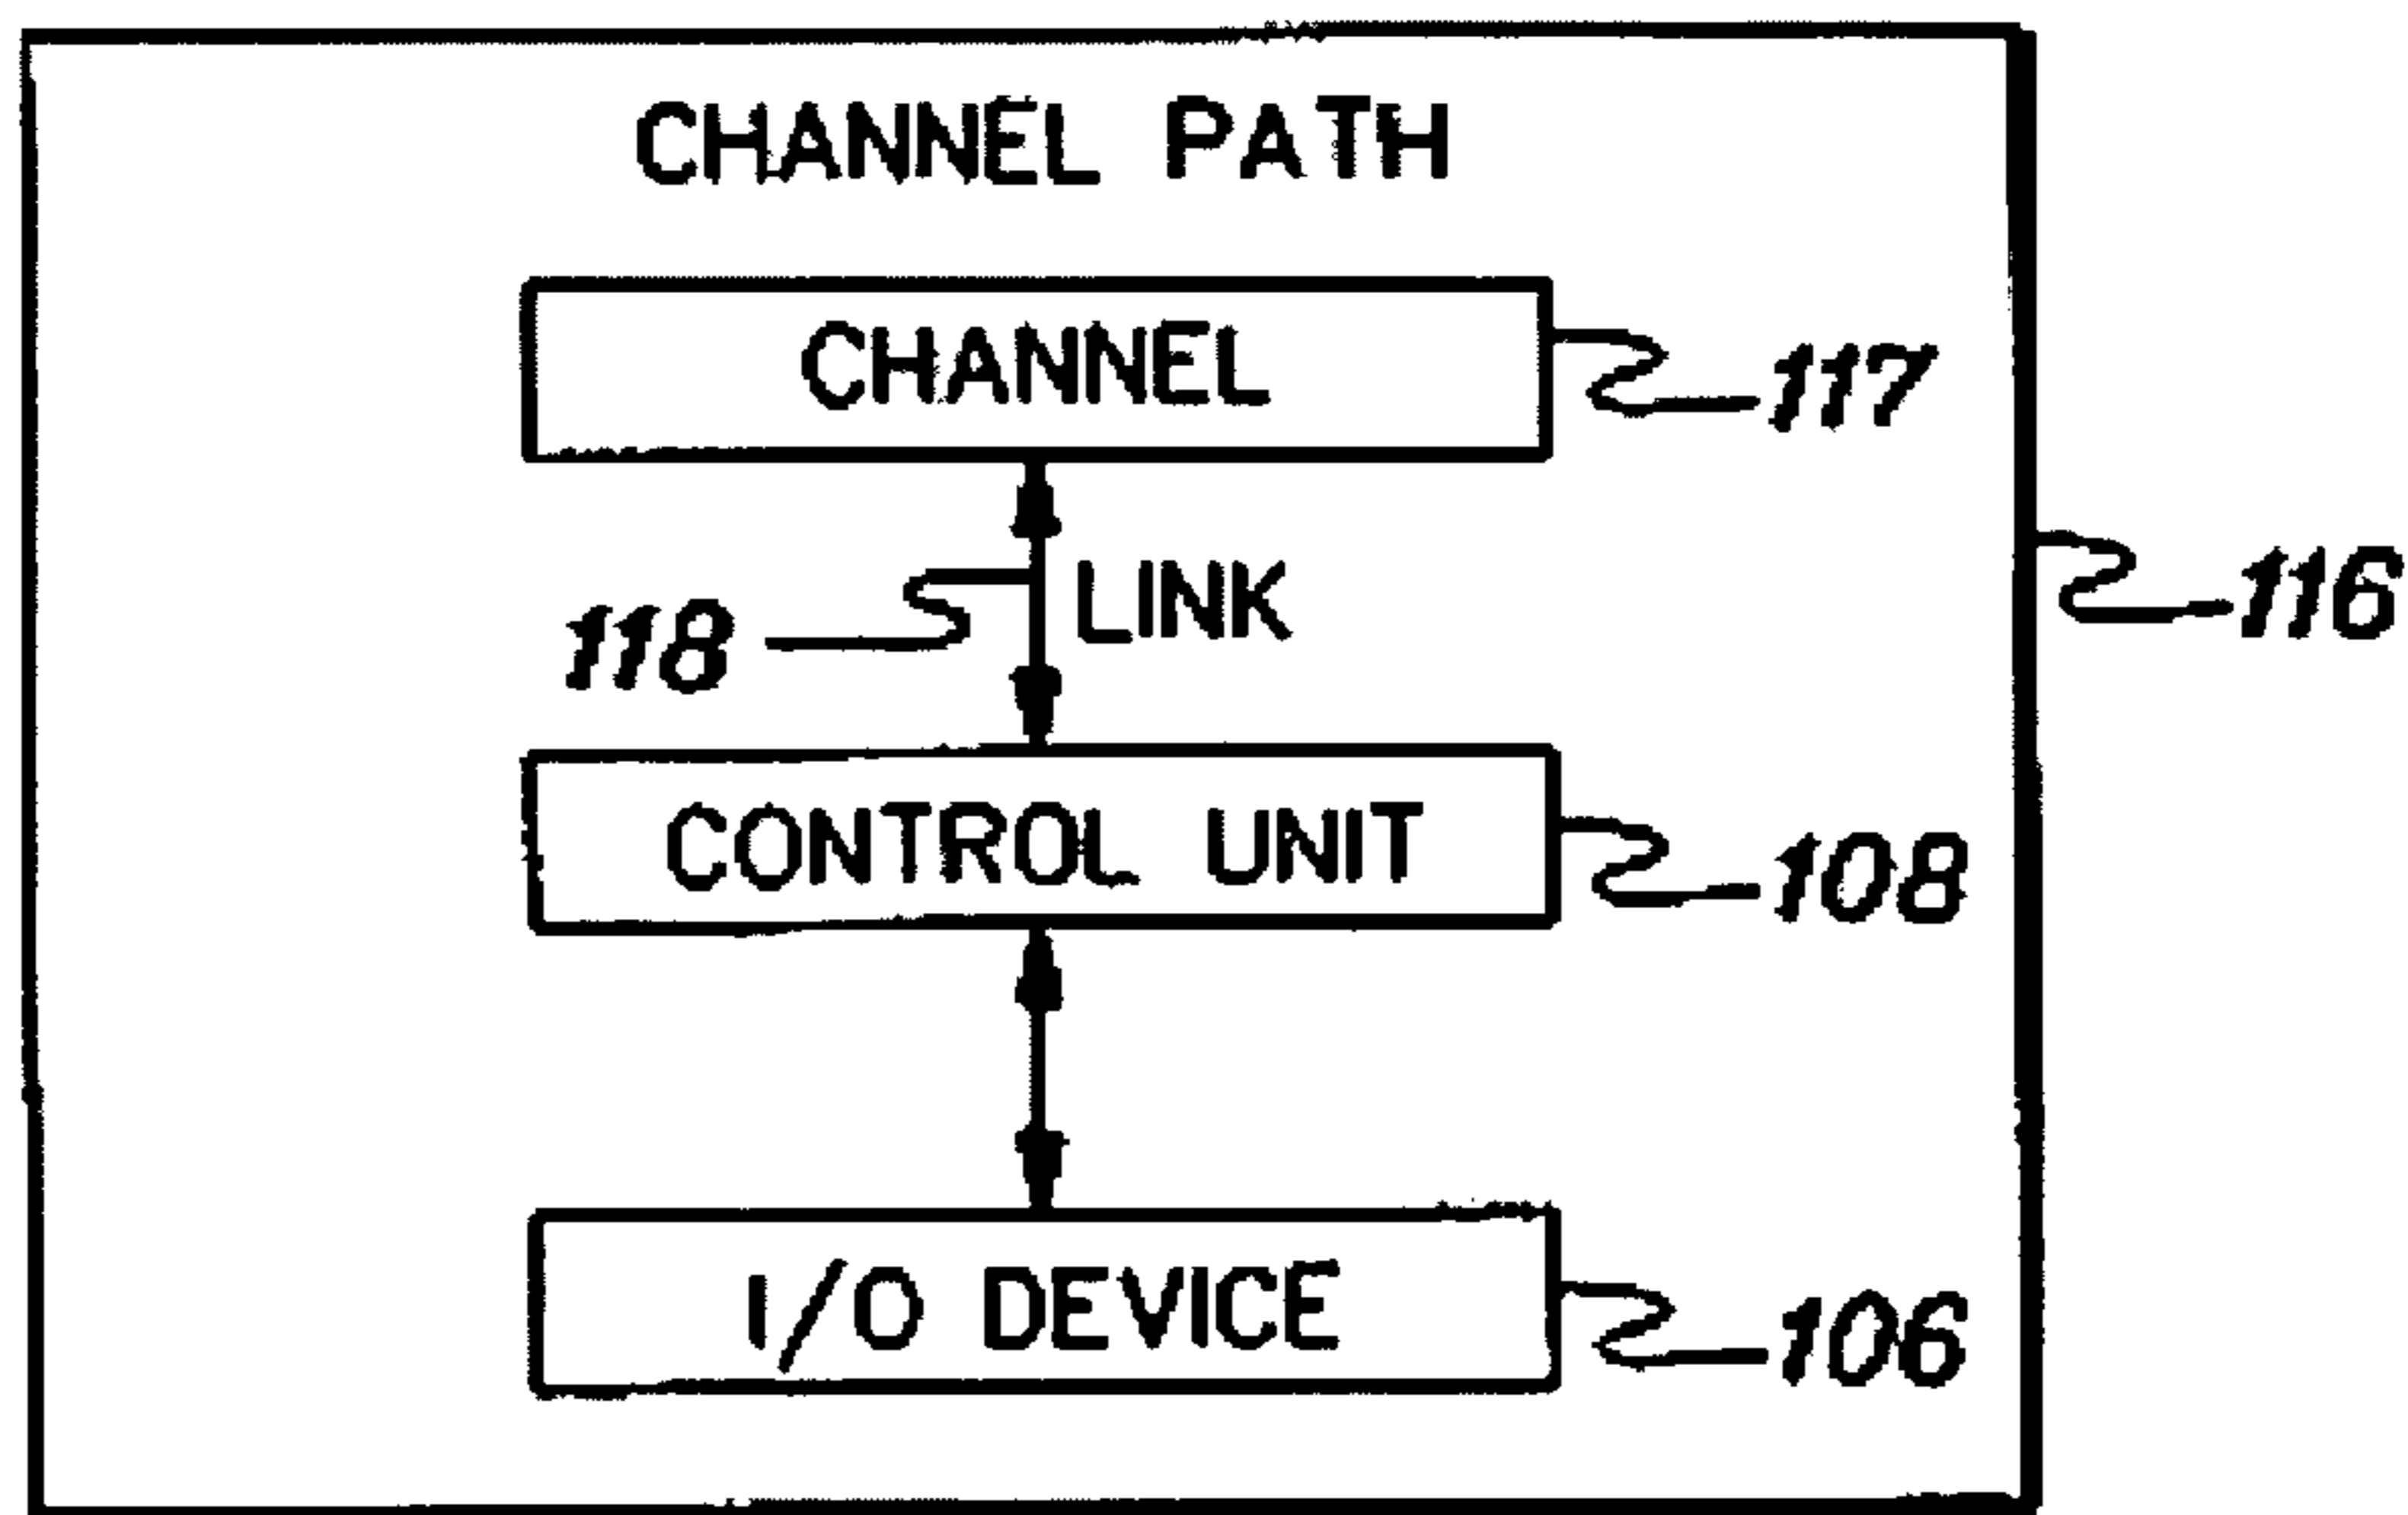 CHANNEL PATH
CHANNEL
117
LINK
118
116
CONTROL UNIT
108
I/O DEVICE
106